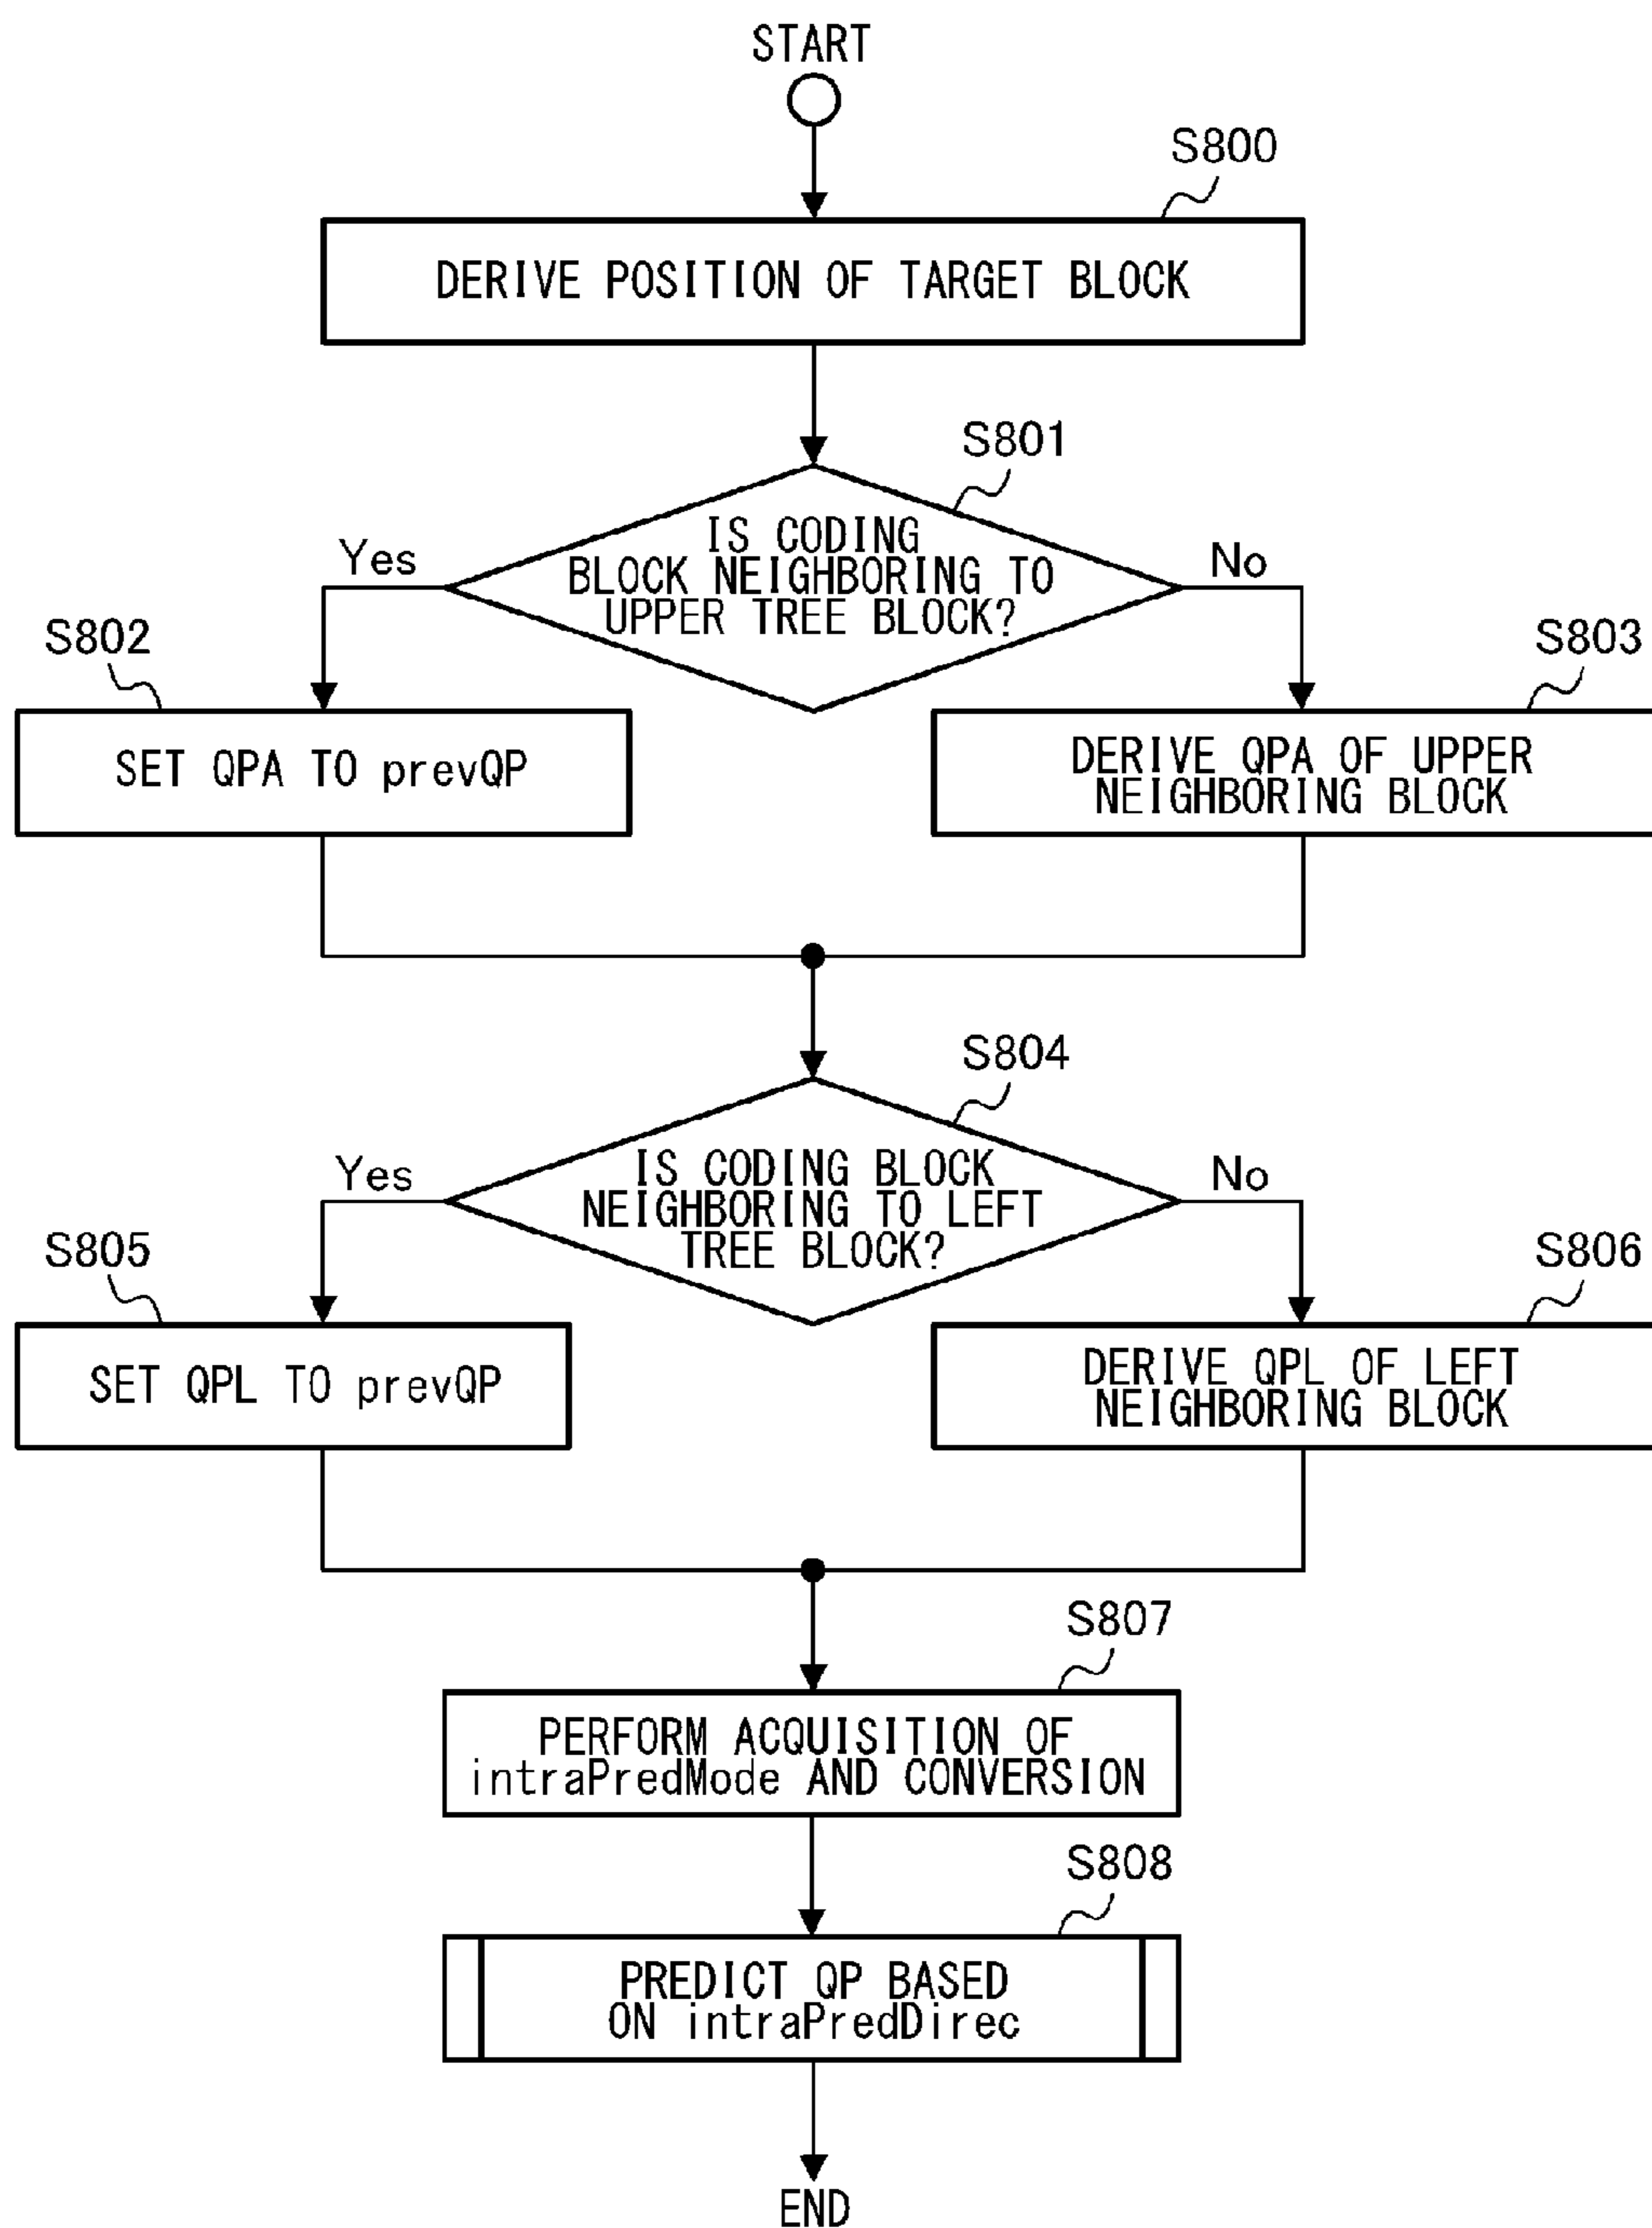 START
S800
DERIVE POSITION OF TARGET BLOCK
S801
IS CODING
BLOCK NEIGHBORING TO
UPPER TREE BLOCK?
Yes
No
S802
S803
SET QPA TO prevQP
DERIVE QPA OF UPPER
NEIGHBORING BLOCK
S804
IS CODING BLOCK
NEIGHBORING TO LEFT
TREE BLOCK?
Yes
No
S805
S806
SET QPL TO prevQP
DERIVE QPL OF LEFT
NEIGHBORING BLOCK
S807
PERFORM ACQUISITION OF
intraPredMode AND CONVERSION
S808
PREDICT QP BASED
ON intraPredDirec
END